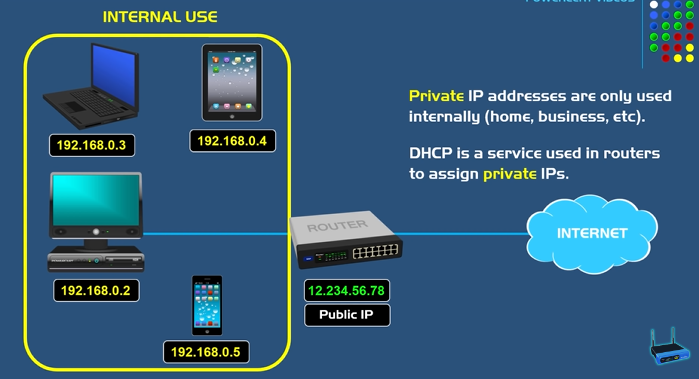 INTERNAL USE
POWERCERT VIDEOS
192.168.0.3
192.168.0.4
Private IP addresses are only used
internally (home, business, etc).
DHCP is a service used in routers
to assign private IPs.
ROUTER
INTERNET
192.168.0.2
12.234.56.78
Public IP
192.168.0.5